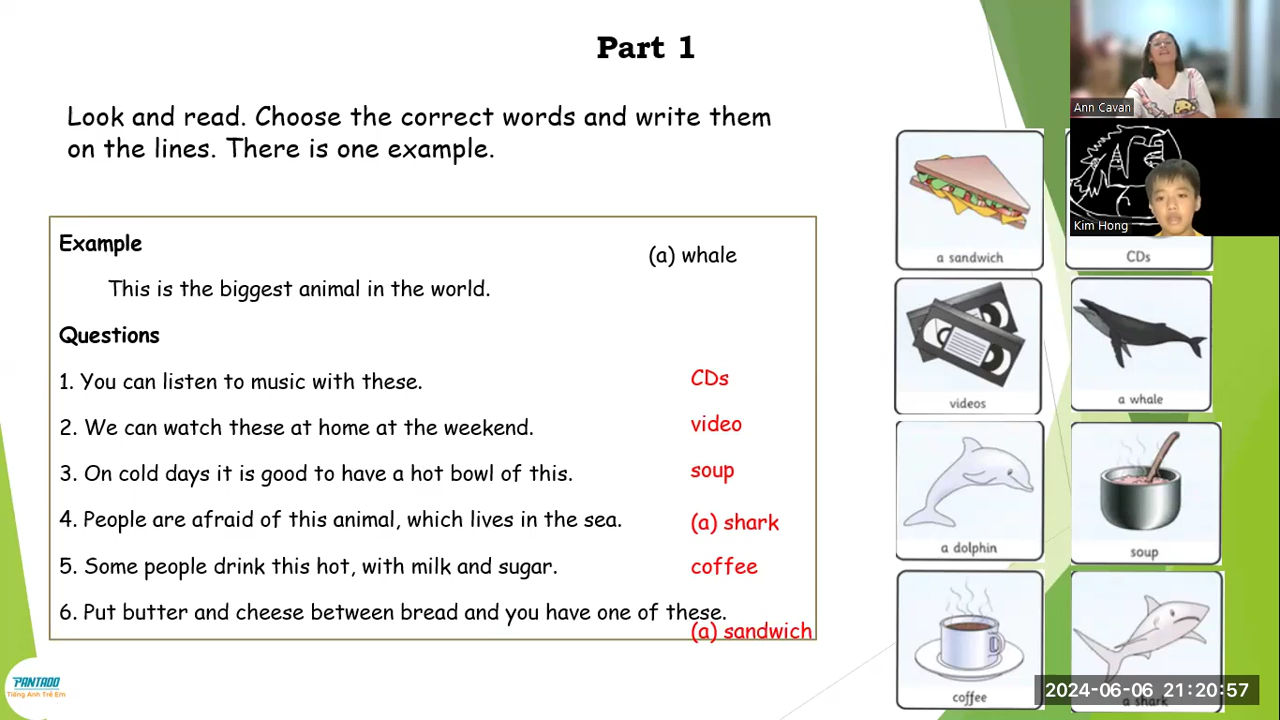 Part 1
Ann Cavan
Look and read. Choose the correct words and write them
on the lines. There is one example.
Kim Hong
Example
(a) whale
a sandwich
CDs
This is the biggest animal in the world.
Questions
1. You can listen to music with these.
CDs
videos
a whale
2. We can watch these at home at the weekend.
video
3. On cold days it is good to have a hot bowl of this.
soup
4. People are afraid of this animal, which lives in the sea.
(a) shark
a dolphin
soup
5. Some people drink this hot, with milk and sugar.
coffee
6. Put butter and cheese between bread and you have one of these.
(a) sandwich
PANTADO
Tiếng Anh Trẻ Em
coffee
a shark
2024-06-06 21:20:57